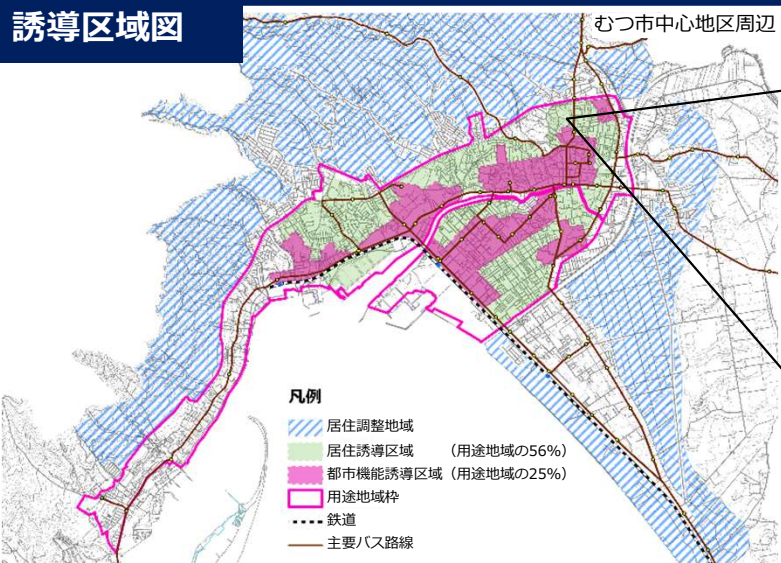 誘導区域図
むつ市中心地区周辺
凡例
居住調整地域
居住誘導区域 (用途地域の56%)
都市機能誘導区域 (用途地域の25%)
用途地域枠
鉄道
主要バス路線